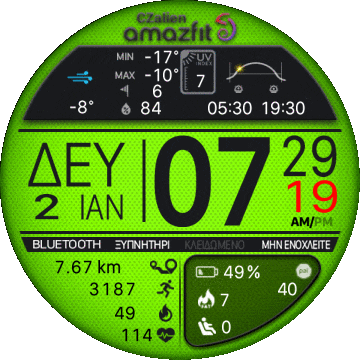 CZalien
amazfit
MIN -17°
MAX -10°
UV
INDEX
7
6
-8° 84 05:30 19:30
ΔΕΥ 07 29
2 ΙΑΝ 19
AM/PM
BLUETOOTH ΞΥΠΝΗΤΗΡΙ ΚΛΕΙΔΩΜΕΝΟ ΜΗΝ ΕΝΟΧΛΕΙΤΕ
7.67 km 49% pai
3187 40
49 7
114 0